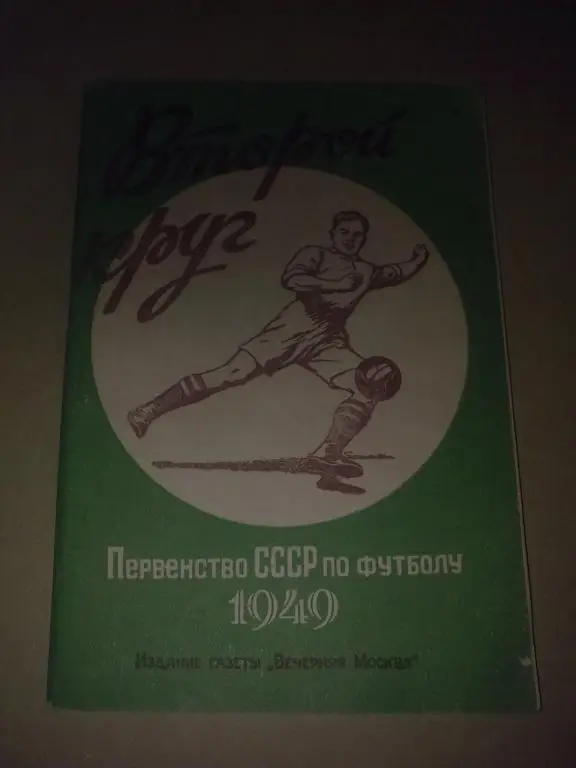 Второй
круг
Первенство СССР по футболу
1949
Издание газеты „Вечерняя Москва"